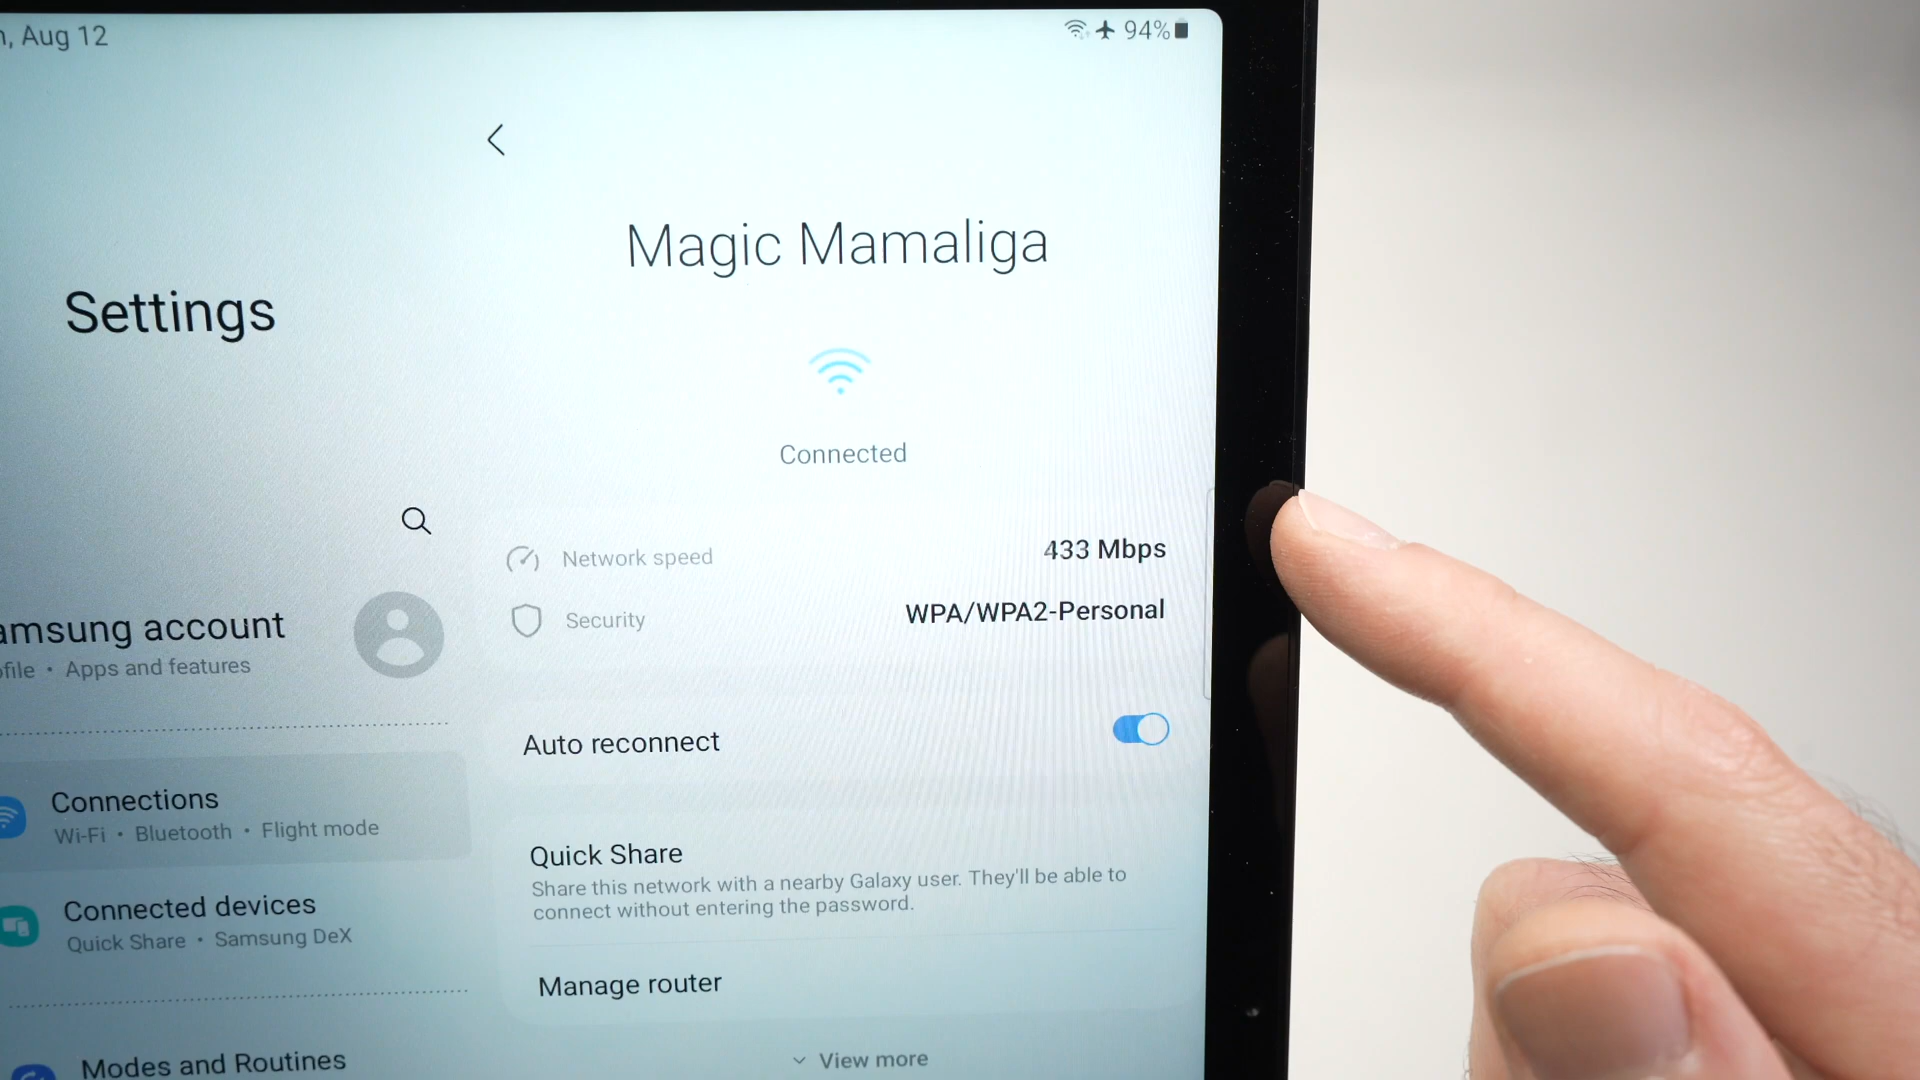 , Aug 12
94%
Settings
amsung account
ofile • Apps and features
Connections
Wi-Fi • Bluetooth • Flight mode
Connected devices
Quick Share • Samsung DeX
Modes and Routines
Magic Mamaliga
Connected
Network speed 433 Mbps
Security WPA/WPA2-Personal
Auto reconnect
Quick Share
Share this network with a nearby Galaxy user. They'll be able to
connect without entering the password.
Manage router
View more